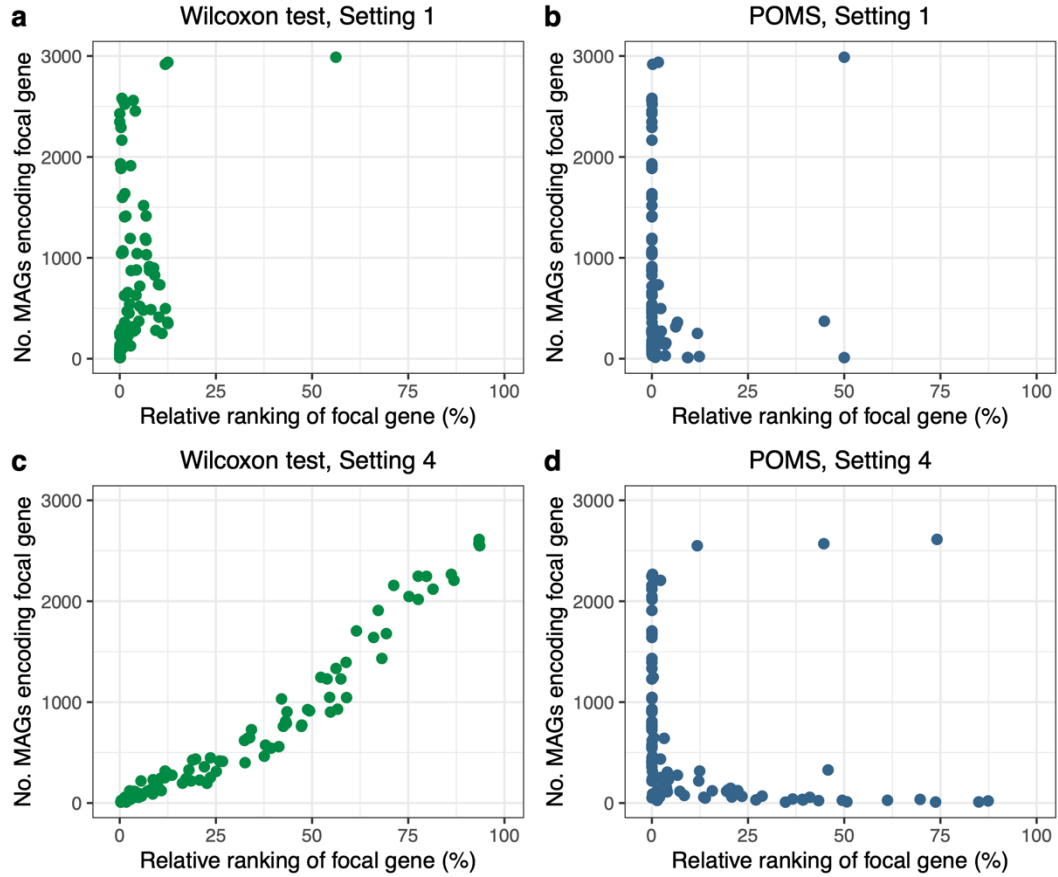 a Wilcoxon test, Setting 1
No. MAGs encoding focal gene
3000
2000
1000
0
0 25 50 75 100
Relative ranking of focal gene (%)
b POMS, Setting 1
No. MAGs encoding focal gene
3000
2000
1000
0
0 25 50 75 100
Relative ranking of focal gene (%)
c Wilcoxon test, Setting 4
No. MAGs encoding focal gene
3000
2000
1000
0
0 25 50 75 100
Relative ranking of focal gene (%)
d POMS, Setting 4
No. MAGs encoding focal gene
3000
2000
1000
0
0 25 50 75 100
Relative ranking of focal gene (%)